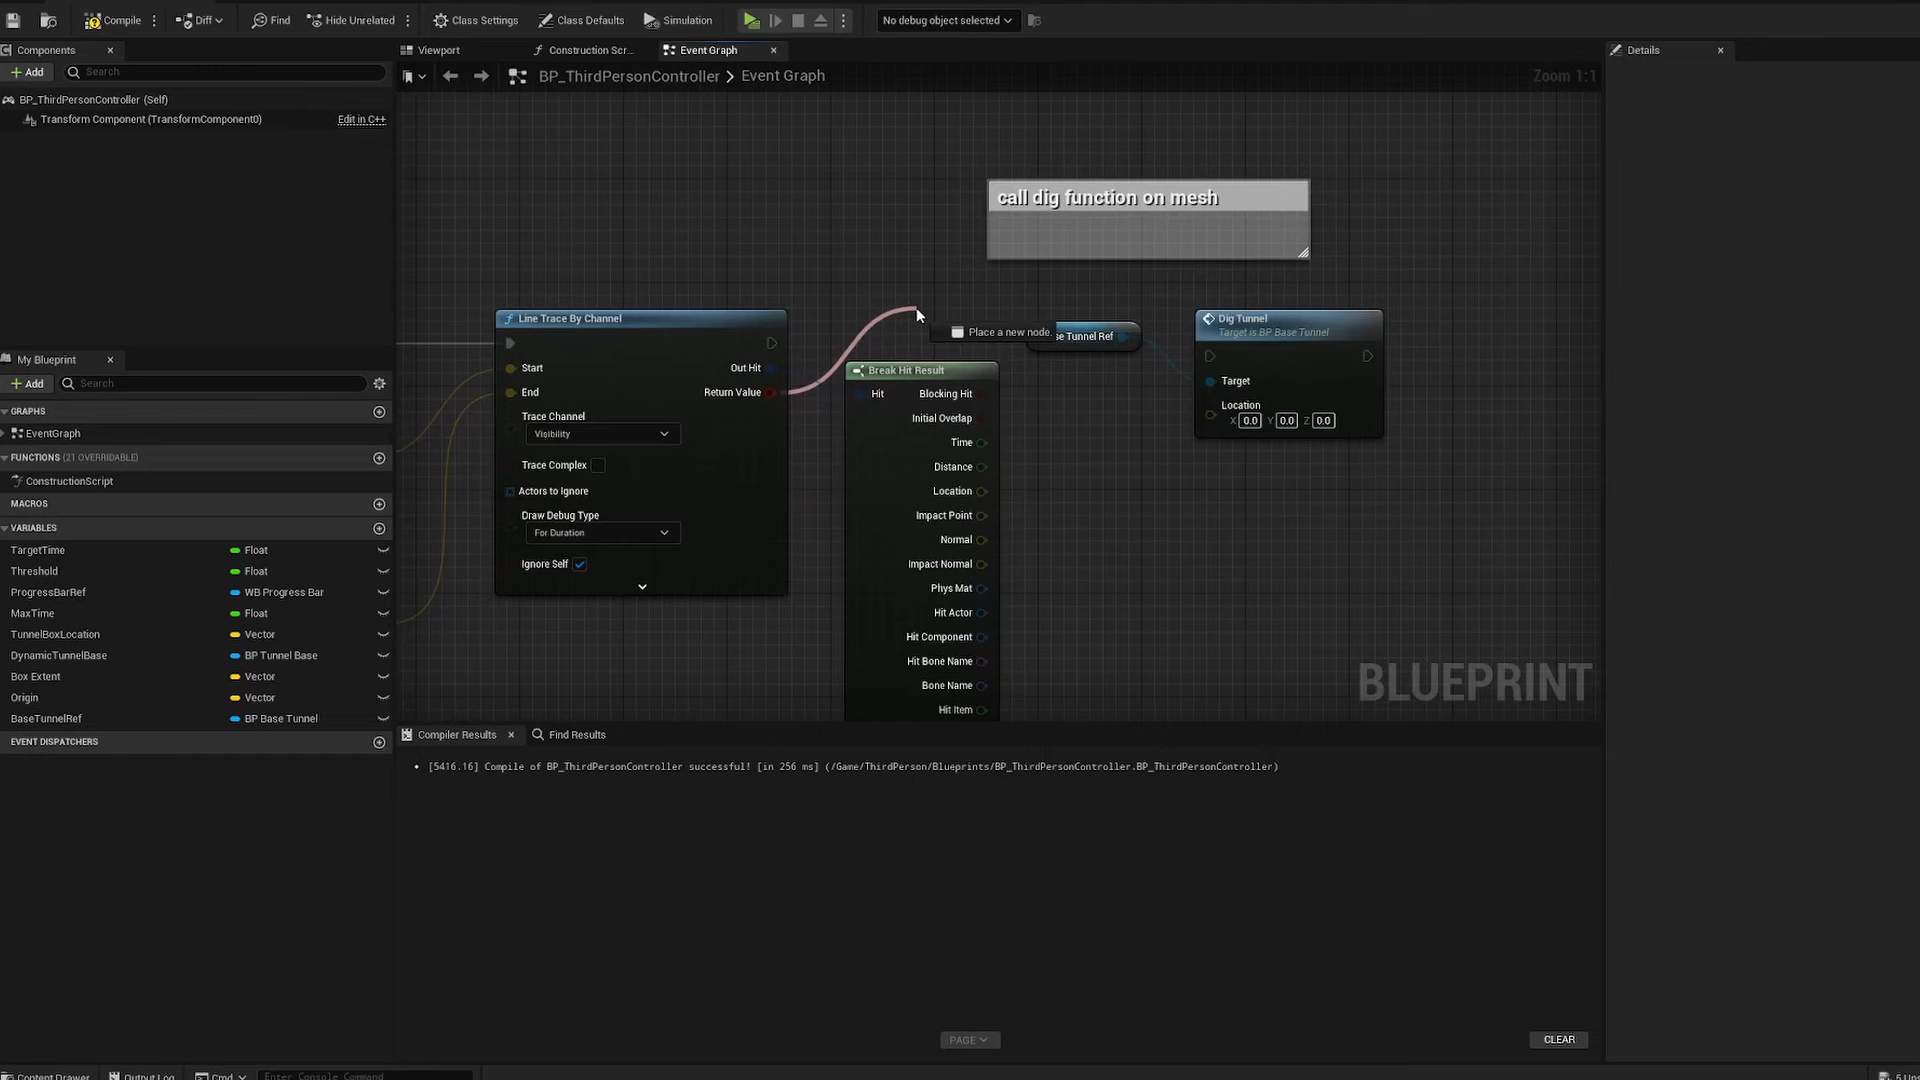 Compile
Diff
Find
Hide Unrelated
Class Settings
Class Defaults
Simulation
No debug object selected
Components
Viewport
Construction Scr...
Event Graph
Details
Add
Search
BP_ThirdPersonController > Event Graph
Zoom 1:1
BP_ThirdPersonController (Self)
Transform Component (TransformComponent0)
Edit in C++
call dig function on mesh
Line Trace By Channel
Start
End
Out Hit
Return Value
Trace Channel
Visibility
Trace Complex
Actors to Ignore
Draw Debug Type
For Duration
Ignore Self
Place a new node.
se Tunnel Ref
Break Hit Result
Hit
Blocking Hit
Initial Overlap
Time
Distance
Location
Impact Point
Normal
Impact Normal
Phys Mat
Hit Actor
Hit Component
Hit Bone Name
Bone Name
Hit Item
Dig Tunnel
Target is BP Base Tunnel
Target
Location
X 0.0 Y 0.0 Z 0.0
BLUEPRINT
My Blueprint
Add
Search
GRAPHS
EventGraph
FUNCTIONS (21 OVERRIDABLE)
ConstructionScript
MACROS
VARIABLES
TargetTime Float
Threshold Float
ProgressBarRef WB Progress Bar
MaxTime Float
TunnelBoxLocation Vector
DynamicTunnelBase BP Tunnel Base
Box Extent Vector
Origin Vector
BaseTunnelRef BP Base Tunnel
EVENT DISPATCHERS
Compiler Results
Find Results
[5416.16] Compile of BP_ThirdPersonController successful! [in 256 ms] (/Game/ThirdPerson/Blueprints/BP_ThirdPersonController.BP_ThirdPersonController)
PAGE
CLEAR
Content Drawer
Output Log
Cmd
Enter Console Command